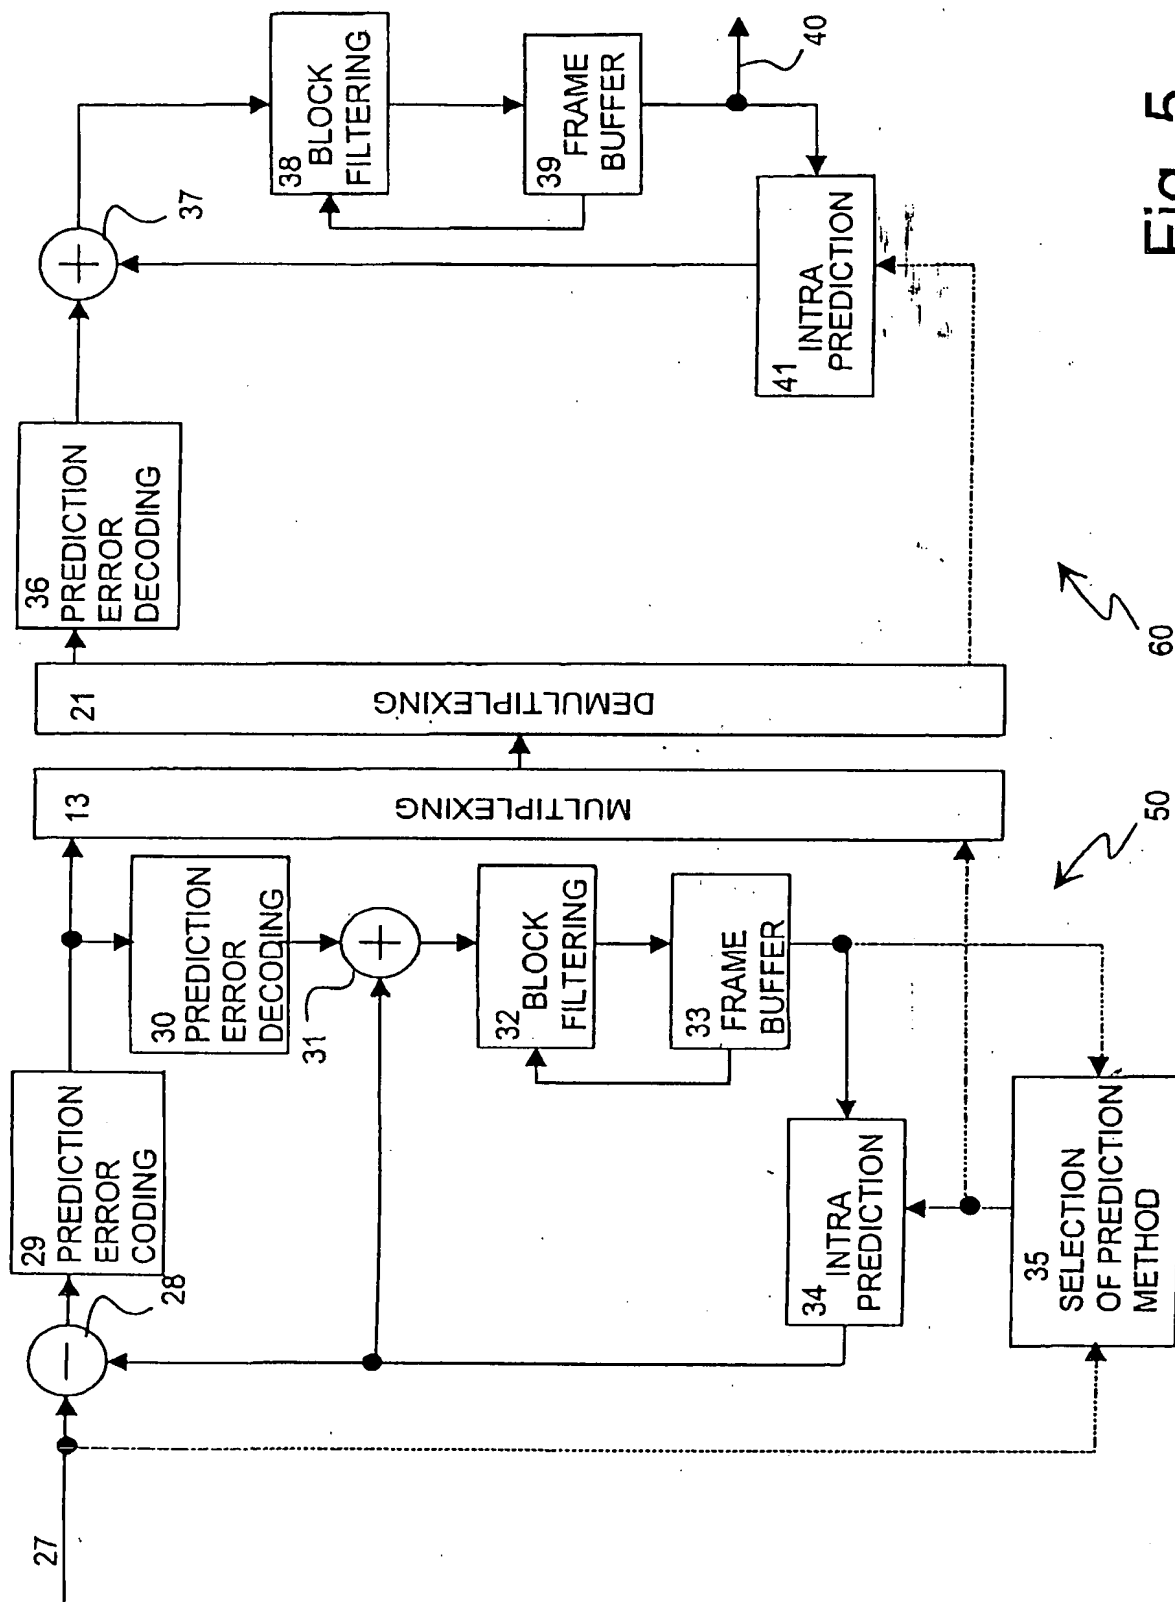 27
28
29
PREDICTION
ERROR
CODING
30
PREDICTION
ERROR
DECODING
31
32
BLOCK
FILTERING
33
FRAME
BUFFER
34
INTRA
PREDICTION
35
SELECTION
OF PREDICTION
METHOD
13
MULTIPLEXING
50
21
DEMULTIPLEXING
60
36
PREDICTION
ERROR
DECODING
37
38
BLOCK
FILTERING
39
FRAME
BUFFER
40
41
INTRA
PREDICTION
Fig. 5